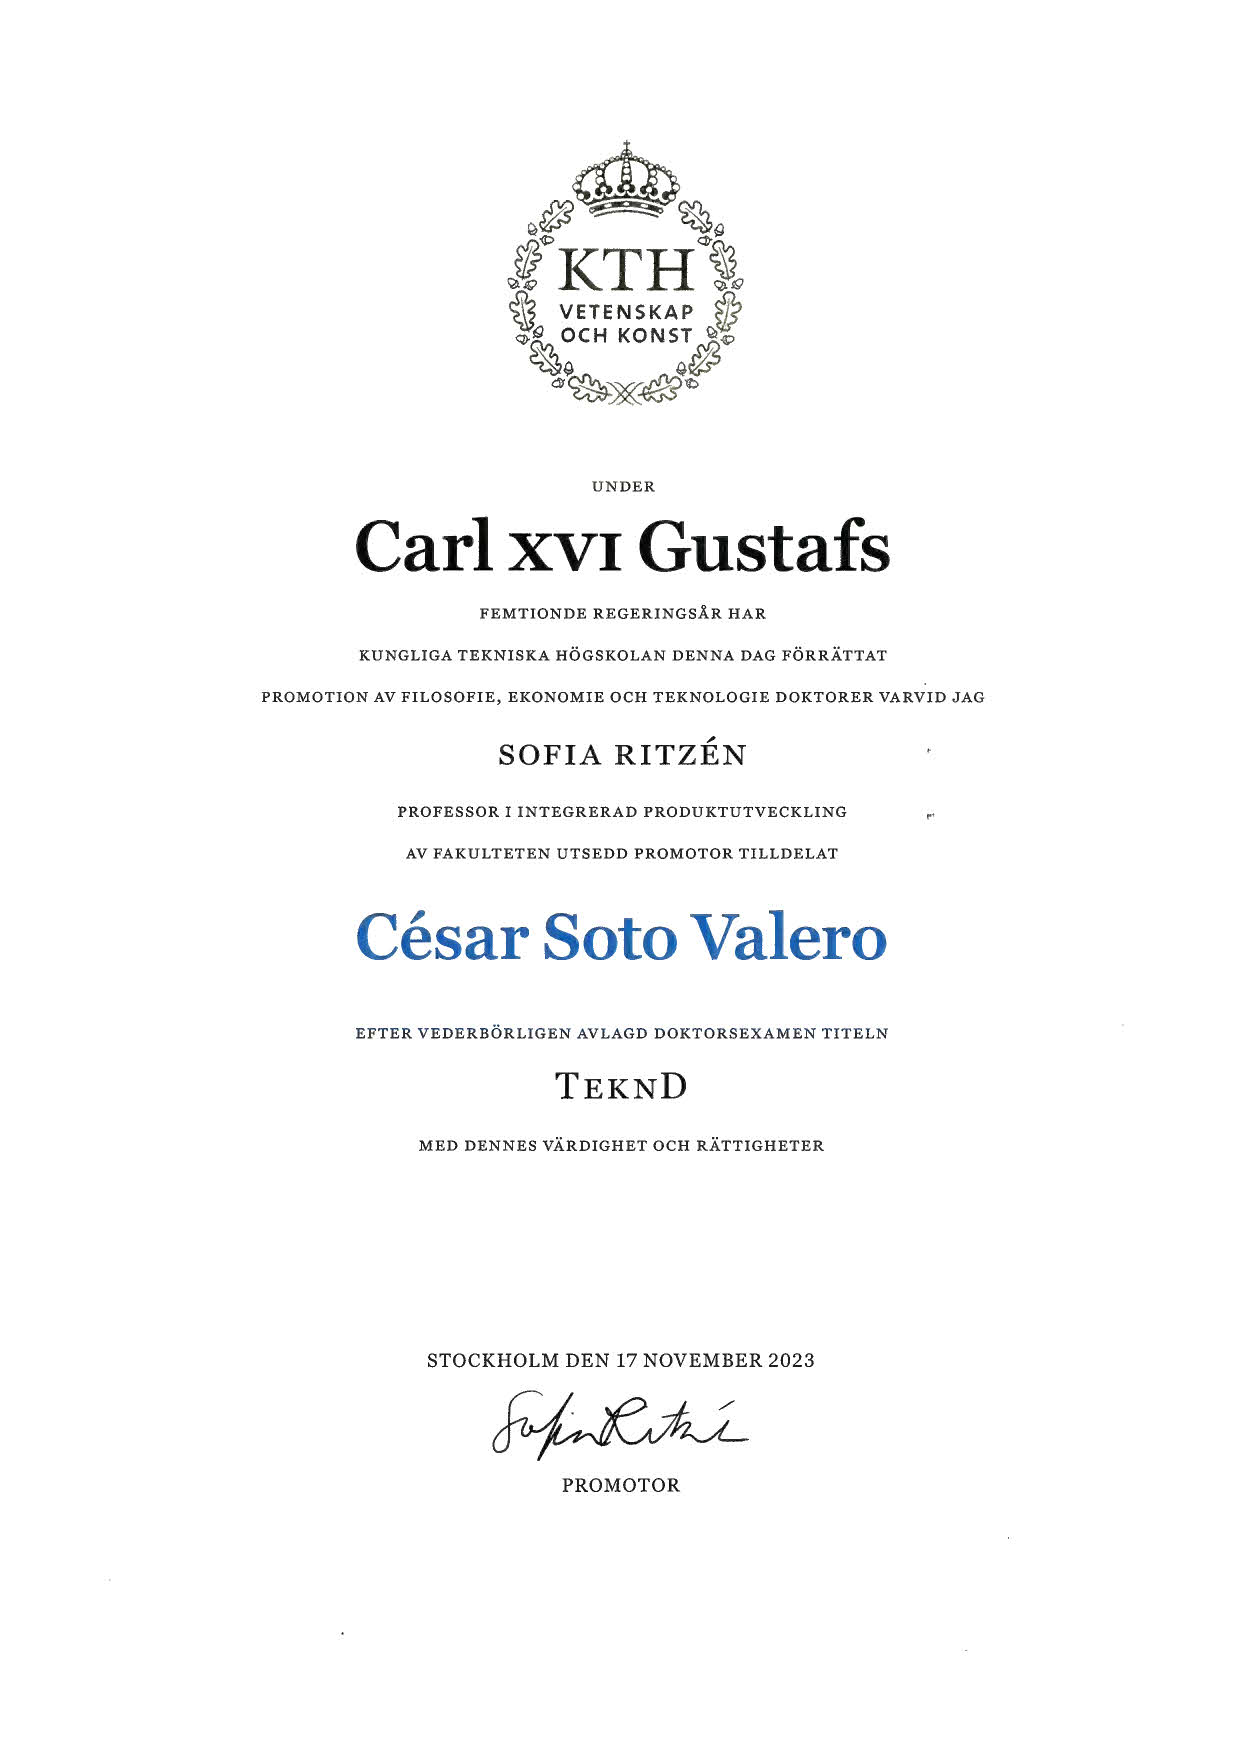 KTH
VETENSKAP
OCH KONST
UNDER
Carl XVI Gustafs
FEMTIONDE REGERINGSÅR HAR
KUNGLIGA TEKNISKA HÖGSKOLAN DENNA DAG FÖRRÄTTAT
PROMOTION AV FILOSOFIE, EKONOMIE OCH TEKNOLOGIE DOKTORER VARVID JAG
SOFIA RITZÉN
PROFESSOR I INTEGRERAD PRODUKTUTVECKLING
AV FAKULTETEN UTSEDD PROMOTOR TILLDELAT
César Soto Valero
EFTER VEDERBÖRLIGEN AVLAGD DOKTORSEXAMEN TITELN
TEKND
MED DENNES VÄRDIGHET OCH RÄTTIGHETER
STOCKHOLM DEN 17 NOVEMBER 2023
Sofia Ritzén
PROMOTOR